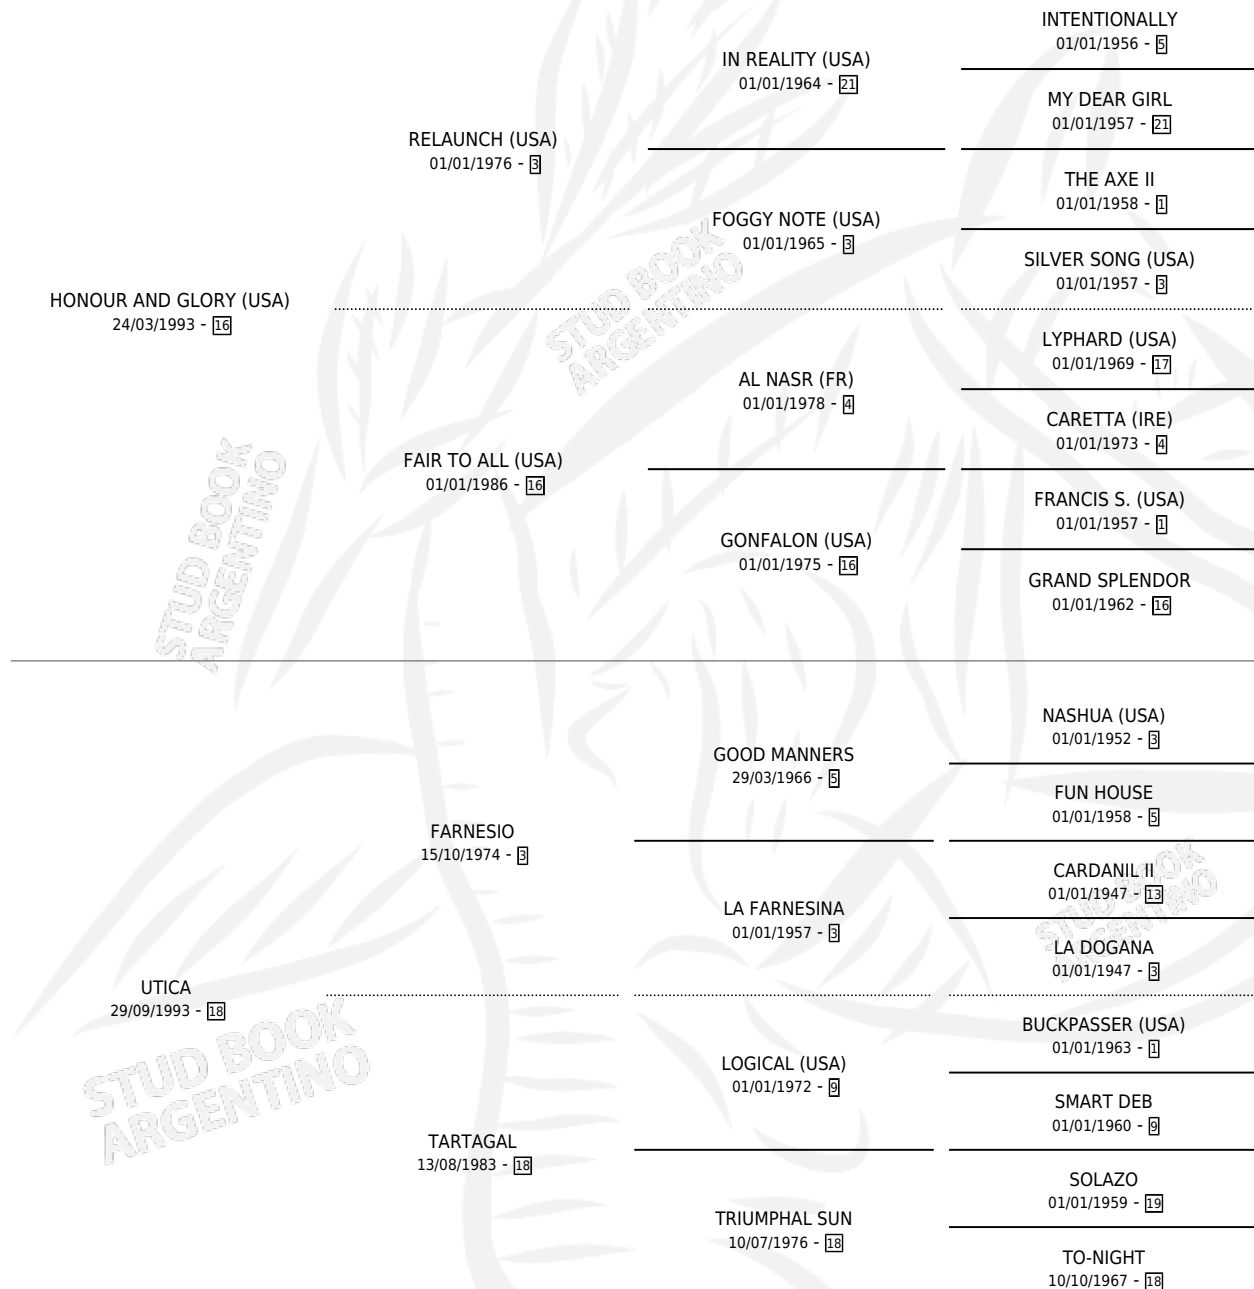 INTENTIONALLY
01/01/1956 - 5
IN REALITY (USA)
01/01/1964 - 21
MY DEAR GIRL
01/01/1957 - 21
RELAUNCH (USA)
01/01/1976 - 3
THE AXE II
01/01/1958 - 1
FOGGY NOTE (USA)
01/01/1965 - 3
SILVER SONG (USA)
01/01/1957 - 3
HONOUR AND GLORY (USA)
24/03/1993 - 16
LYPHARD (USA)
01/01/1969 - 17
AL NASR (FR)
01/01/1978 - 4
CARETTA (IRE)
01/01/1973 - 4
FAIR TO ALL (USA)
01/01/1986 - 16
FRANCIS S. (USA)
01/01/1957 - 1
GONFALON (USA)
01/01/1975 - 16
GRAND SPLENDOR
01/01/1962 - 16
NASHUA (USA)
01/01/1952 - 3
GOOD MANNERS
29/03/1966 - 5
FUN HOUSE
01/01/1958 - 5
FARNESIO
15/10/1974 - 3
CARDANIL II
01/01/1947 - 13
LA FARNESINA
01/01/1957 - 3
LA DOGANA
01/01/1947 - 3
UTICA
29/09/1993 - 18
BUCKPASSER (USA)
01/01/1963 - 1
LOGICAL (USA)
01/01/1972 - 9
SMART DEB
01/01/1960 - 9
TARTAGAL
13/08/1983 - 18
SOLAZO
01/01/1959 - 19
TRIUMPHAL SUN
10/07/1976 - 18
TO-NIGHT
10/10/1967 - 18
STUD BOOK
ARGENTINO
STUD BOOK
ARGENTINO
STUD BOOK
ARGENTINO
STUD BOOK
ARGENTINO